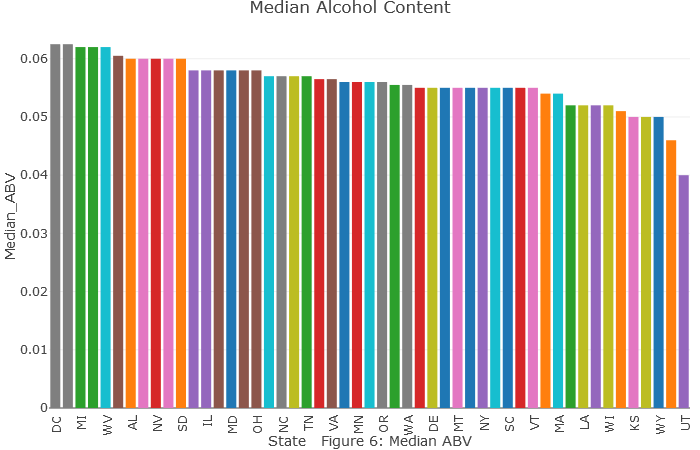 Median Alcohol Content
Median_ABV
0.06
0.05
0.04
0.03
0.02
0.01
0
DC MI WV AL NV SD IL MD OH NC TN VA MN OR WA DE MT NY SC VT MA LA WI KS WY UT
State Figure 6: Median ABV